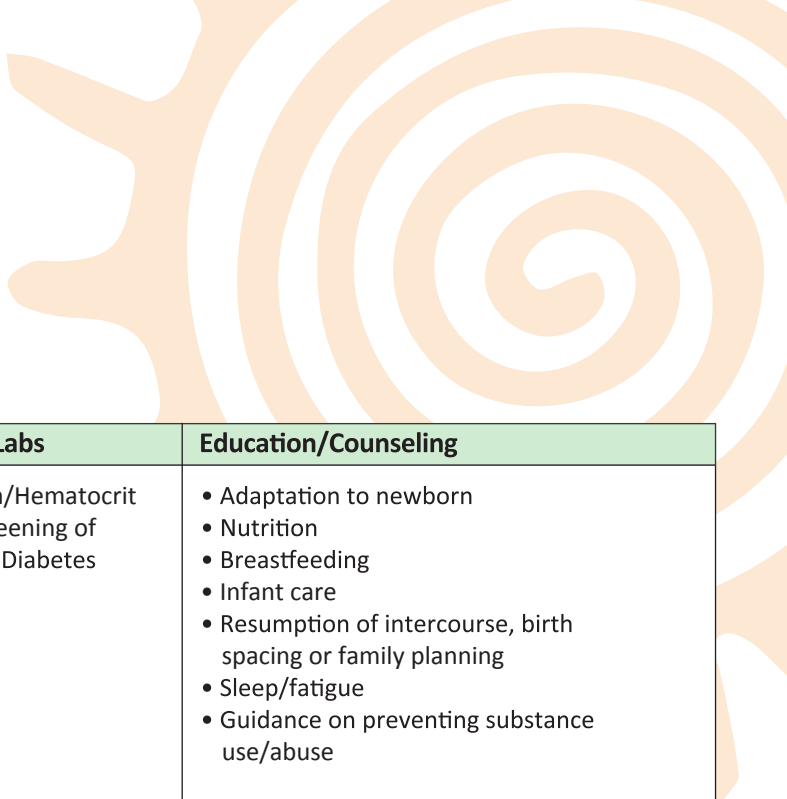 Labs
Education/Counseling
/Hematocrit
eening of
Diabetes
• Adaptation to newborn
• Nutrition
• Breastfeeding
• Infant care
• Resumption of intercourse, birth
spacing or family planning
• Sleep/fatigue
• Guidance on preventing substance
use/abuse